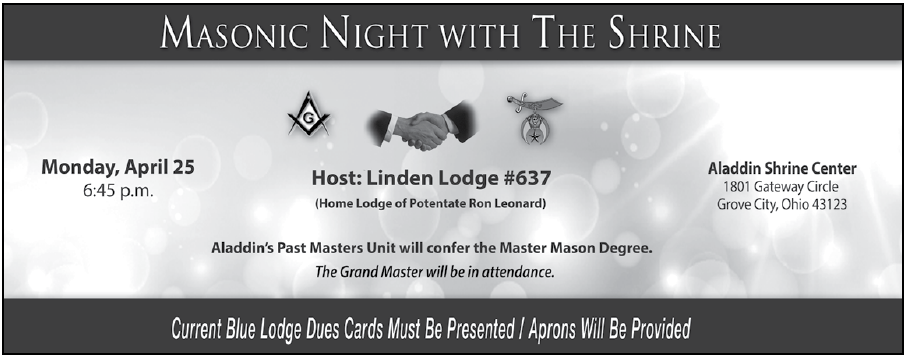 Masonic Night with The Shrine
G
Monday, April 25
6:45 p.m.
Host: Linden Lodge #637
(Home Lodge of Potentate Ron Leonard)
Aladdin Shrine Center
1801 Gateway Circle
Grove City, Ohio 43123
Aladdin's Past Masters Unit will confer the Master Mason Degree.
The Grand Master will be in attendance.
Current Blue Lodge Dues Cards Must Be Presented / Aprons Will Be Provided